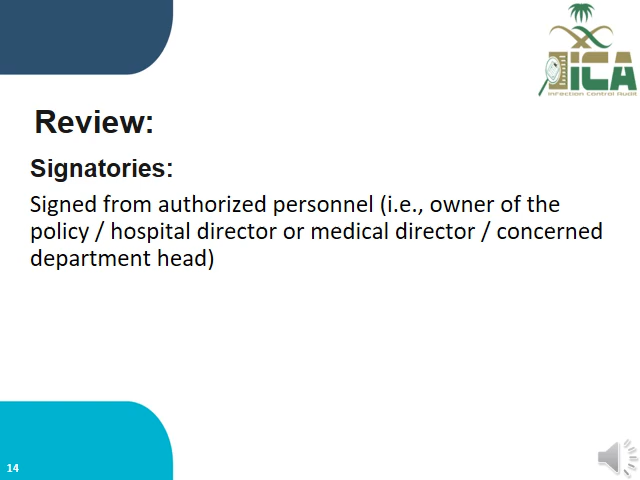 iCA
Infection Control Audit
Review:
Signatories:
Signed from authorized personnel (i.e., owner of the
policy / hospital director or medical director / concerned
department head)
14